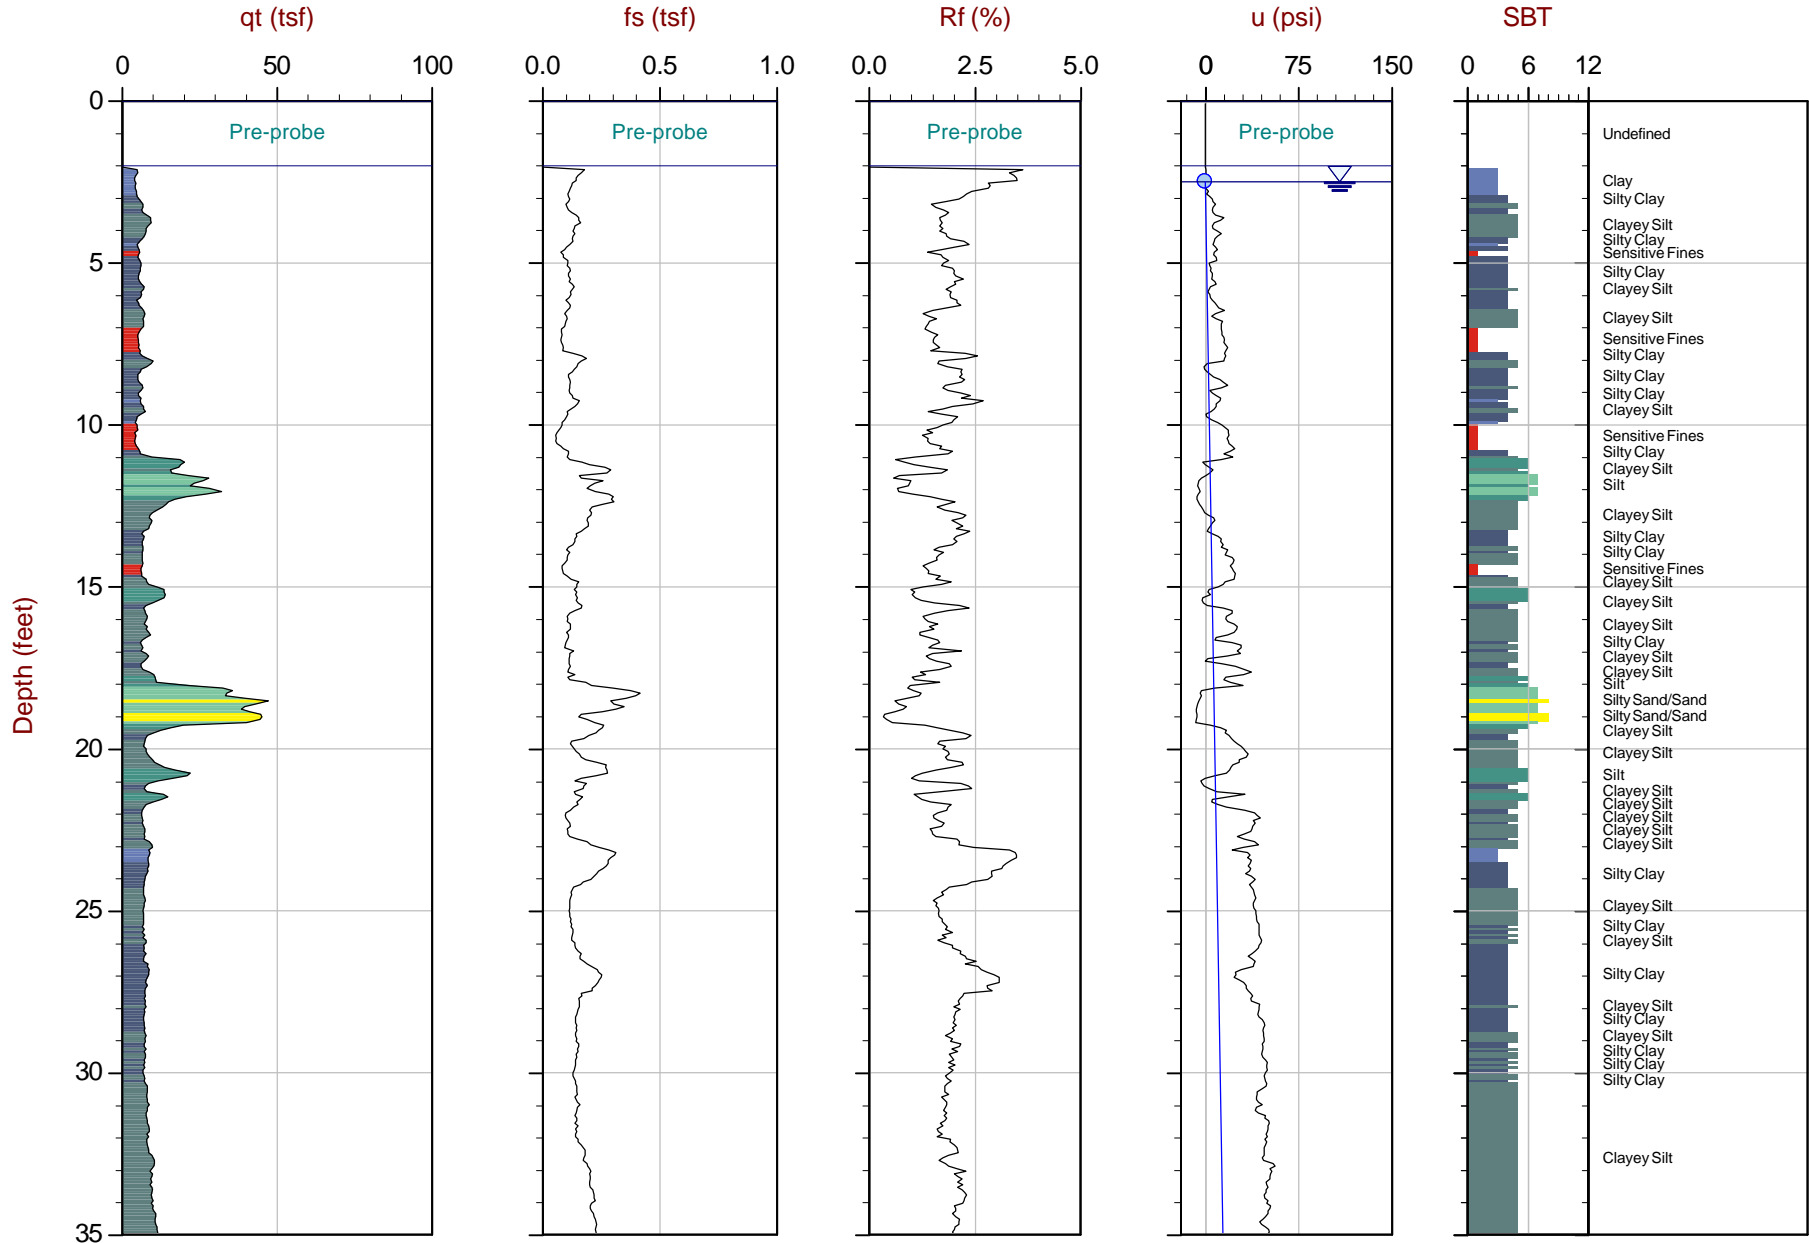 qt (tsf) fs (tsf) Rf (%) u (psi) SBT
0 50 100 0.0 0.5 1.0 0.0 2.5 5.0 0 75 150 0 6 12
0
Pre-probe Pre-probe Pre-probe Pre-probe
Undefined
Clay
Silty Clay
Clayey Silt
Silty Clay
Sensitive Fines
5
Silty Clay
Clayey Silt
Clayey Silt
Sensitive Fines
Silty Clay
Silty Clay
Silty Clay
Clayey Silt
10
Sensitive Fines
Silty Clay
Clayey Silt
Silt
Clayey Silt
Silty Clay
Silty Clay
Sensitive Fines
Clayey Silt
15
Clayey Silt
Clayey Silt
Silty Clay
Clayey Silt
Clayey Silt
Silt
Depth (feet)
Silty Sand/Sand
Silty Sand/Sand
Clayey Silt
20
Clayey Silt
Silt
Clayey Silt
Clayey Silt
Clayey Silt
Clayey Silt
Clayey Silt
Silty Clay
Clayey Silt
25
Silty Clay
Clayey Silt
Silty Clay
Clayey Silt
Silty Clay
Clayey Silt
Silty Clay
Silty Clay
30
Silty Clay
Clayey Silt
35